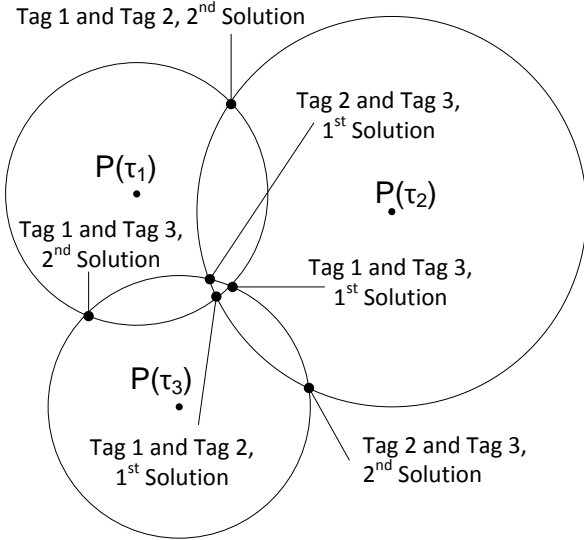 Tag 1 and Tag 2, 2nd Solution
Tag 2 and Tag 3,
1st Solution
P(τ1)
P(τ2)
Tag 1 and Tag 3,
2nd Solution
Tag 1 and Tag 3,
1st Solution
P(τ3)
Tag 1 and Tag 2,
1st Solution
Tag 2 and Tag 3,
2nd Solution